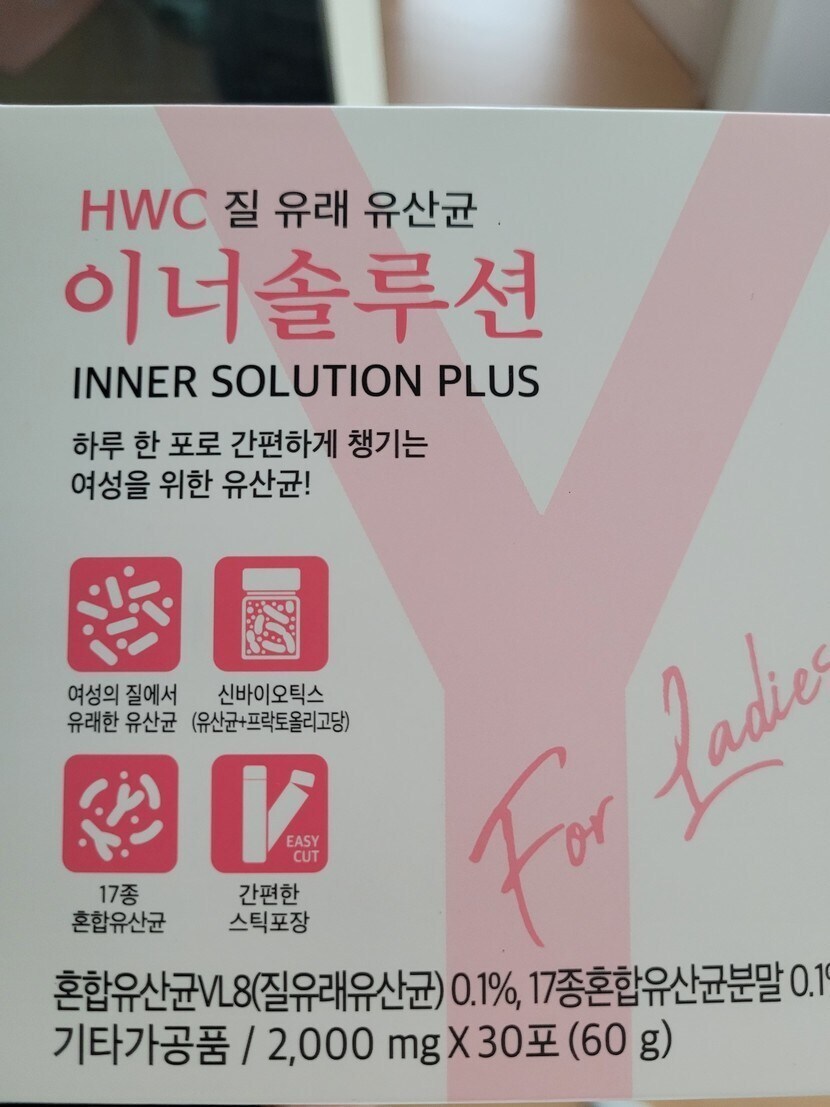 HWC 질 유래 유산균
이너솔루션
INNER SOLUTION PLUS
하루 한 포로 간편하게 챙기는
여성을 위한 유산균!
여성의 질에서
유래한 유산균
신바이오틱스
(유산균+프락토올리고당)
EASY
CUT
17종
혼합유산균
간편한
스틱포장
For Ladies
혼합유산균VL8(질유래유산균) 0.1%, 17종혼합유산균분말 0.1%
기타가공품 / 2,000 mg X 30포 (60 g)